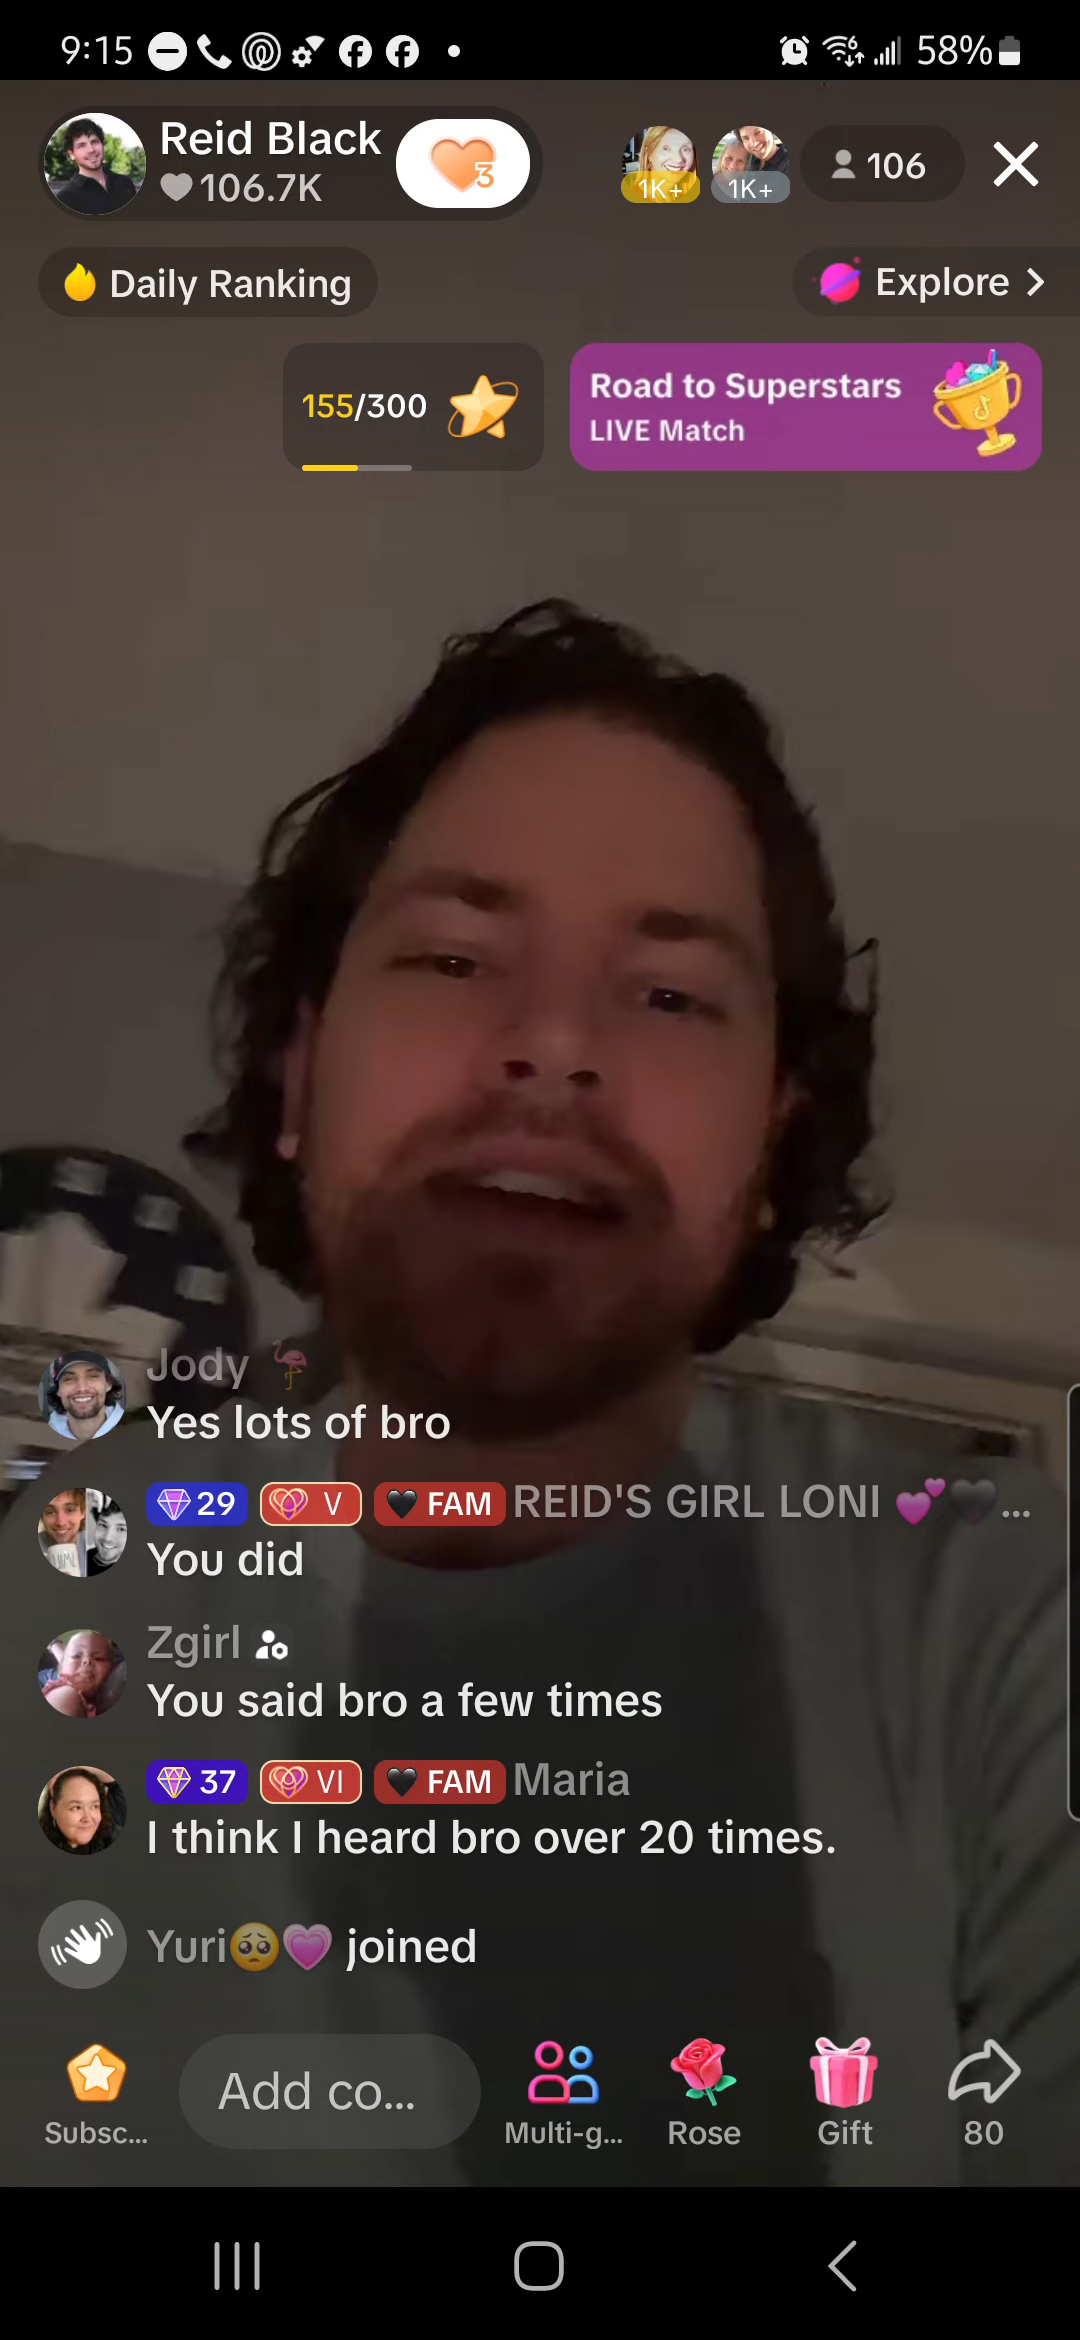 9:15
58%
Reid Black
106.7K
3
1K+
1K+
106
Daily Ranking
Explore
155/300
Road to Superstars
LIVE Match
Jody 🦩
Yes lots of bro
29 V 🖤 FAM REID'S GIRL LONI 💕🖤...
You did
Zgirl
You said bro a few times
37 VI 🖤 FAM Maria
I think I heard bro over 20 times.
Yuri🥺💗 joined
Subsc...
Add co...
Multi-g...
Rose
Gift
80